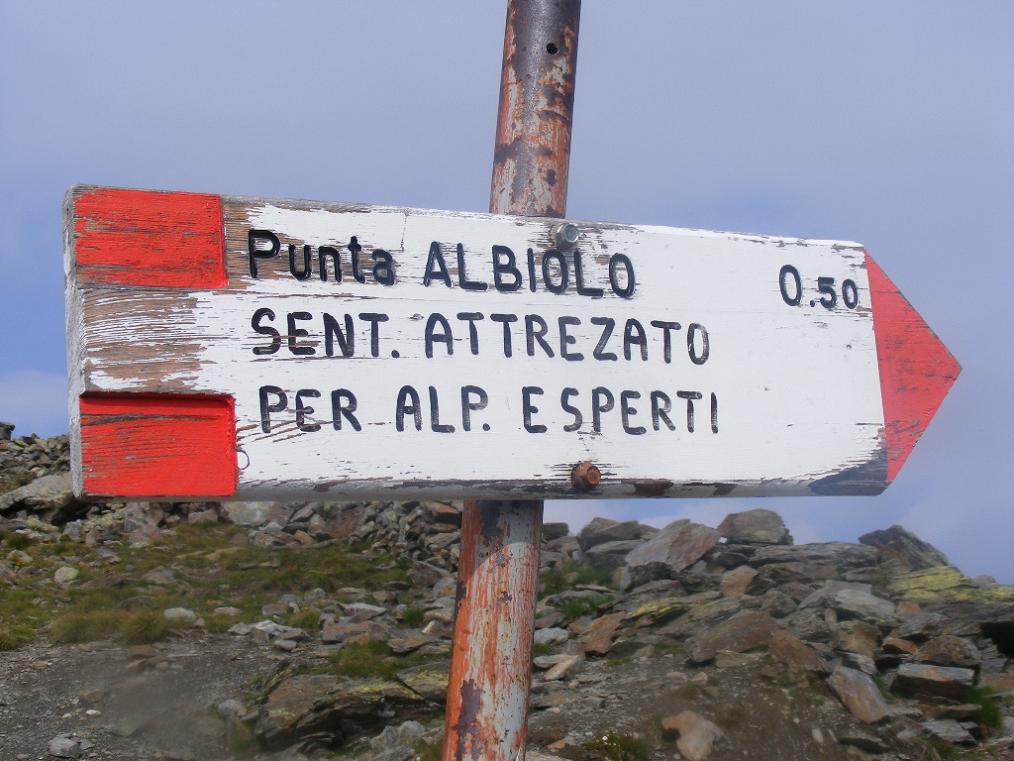 Punta ALBIOLO 0.50
SENT. ATTREZATO
PER ALP. ESPERTI